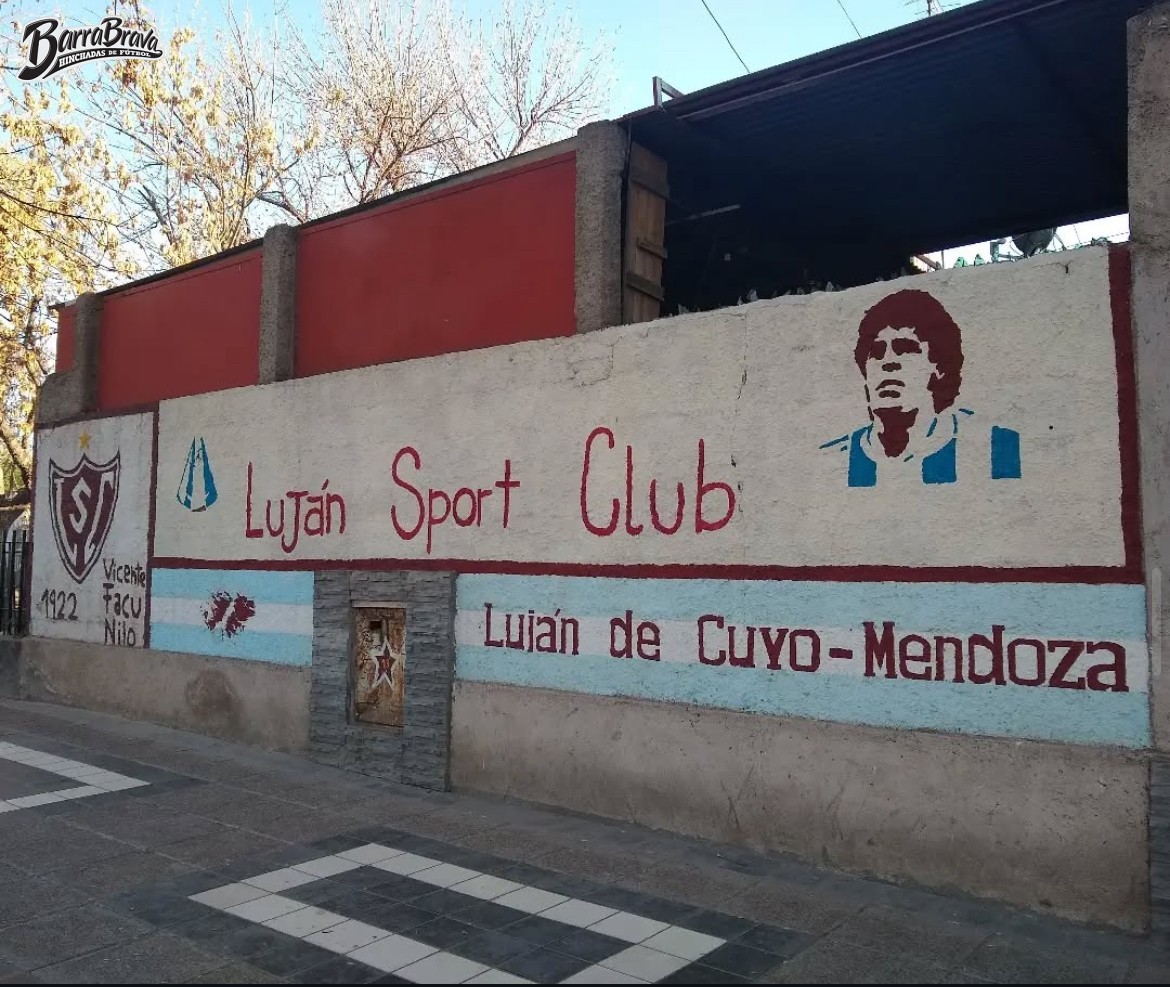 BarraBrava
HINCHADAS DE FÚTBOL
LSC
1922
Vicente
Facu
Nilo
Luján Sport Club
Luján de Cuyo-Mendoza